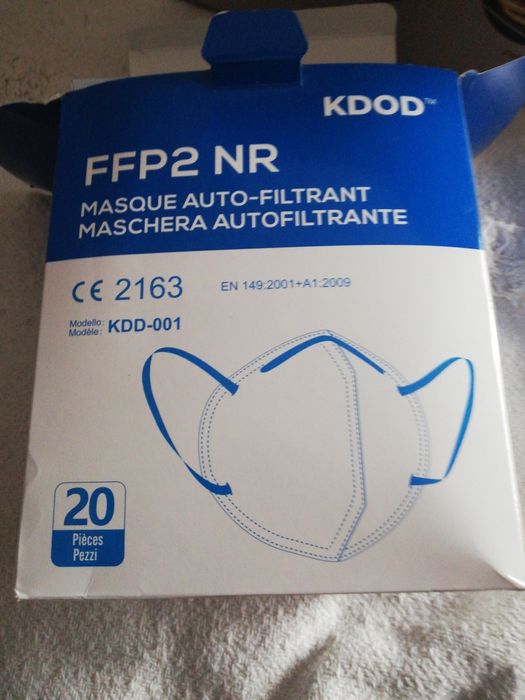 KDOD™
FFP2 NR
MASQUE AUTO-FILTRANT
MASCHERA AUTOFILTRANTE
CE 2163
EN 149:2001+A1:2009
Modello:
Modèle: KDD-001
20
Pièces
Pezzi